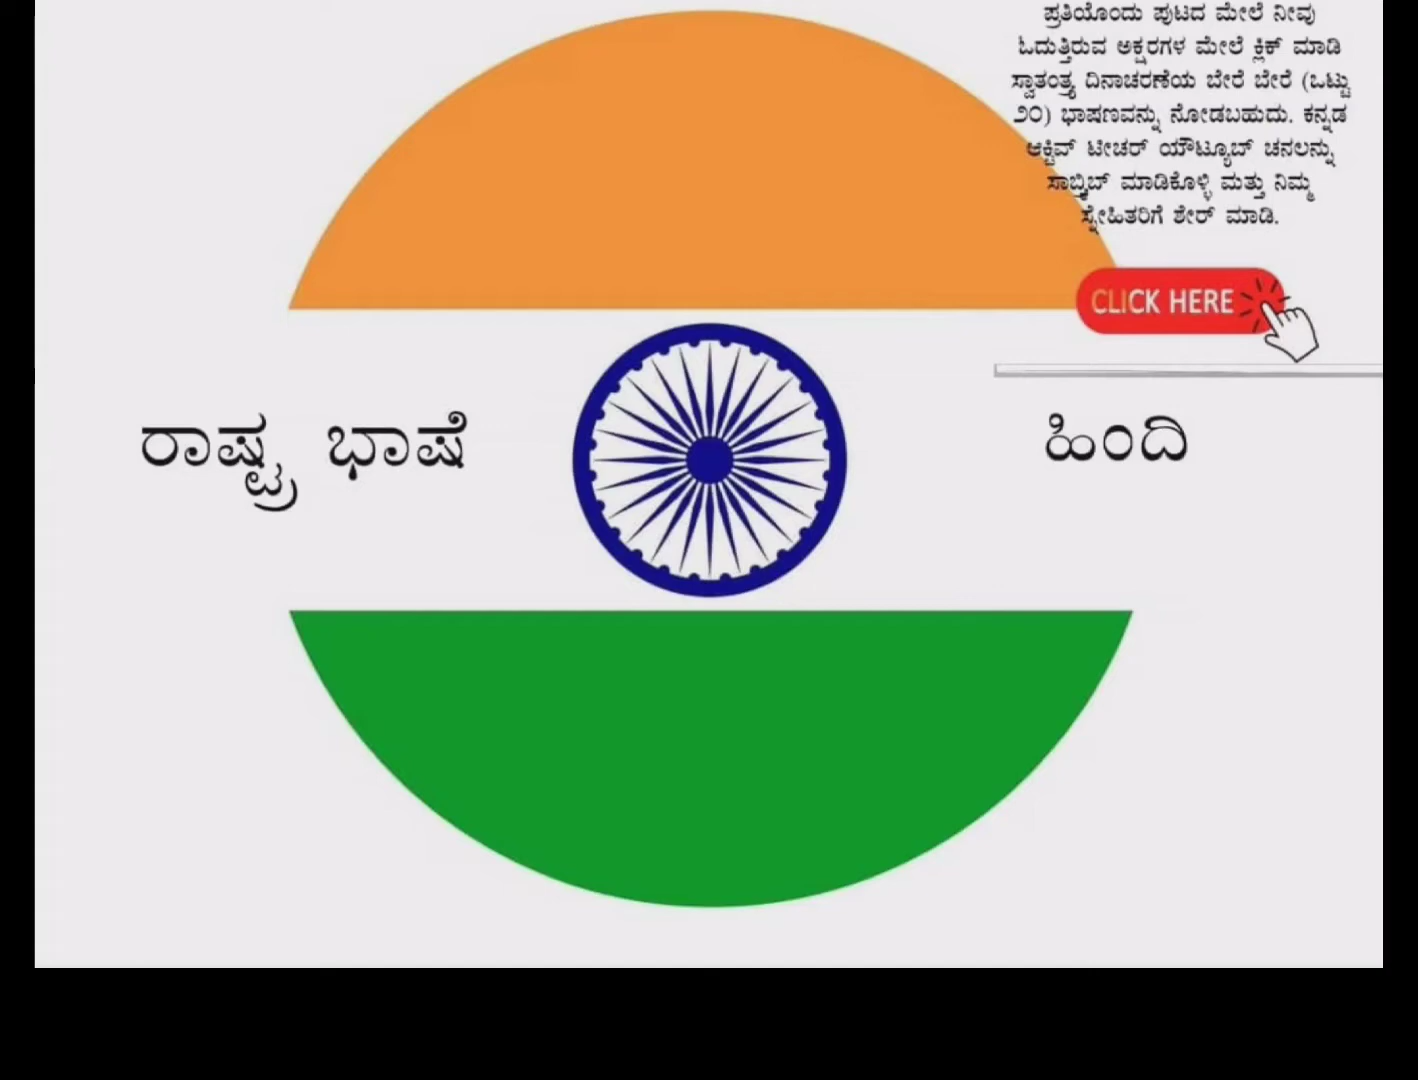 ಪ್ರತಿಯೊಂದು ಪುಟದ ಮೇಲೆ ನೀವು
ಓದುತ್ತಿರುವ ಅಕ್ಷರಗಳ ಮೇಲೆ ಕ್ಲಿಕ್ ಮಾಡಿ
ಸ್ವಾತಂತ್ರ್ಯ ದಿನಾಚರಣೆಯ ಬೇರೆ ಬೇರೆ (ಒಟ್ಟು
೨೦) ಭಾಷಣವನ್ನು ನೋಡಬಹುದು. ಕನ್ನಡ
ಆಕ್ಟಿವ್ ಟೀಚರ್ ಯೌಟ್ಯೂಬ್ ಚನಲನ್ನು
ಸಾಬ್ಸ್ಕ್ರಿಬ್ ಮಾಡಿಕೊಳ್ಳಿ ಮತ್ತು ನಿಮ್ಮ
ಸ್ನೇಹಿತರಿಗೆ ಶೇರ್ ಮಾಡಿ.
CLICK HERE
ರಾಷ್ಟ್ರ ಭಾಷೆ ಹಿಂದಿ